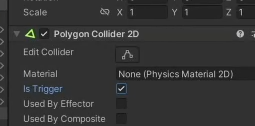 Scale X 1 Y 1 Z 1
Polygon Collider 2D
Edit Collider
Material None (Physics Material 2D)
Is Trigger
Used By Effector
Used By Composite